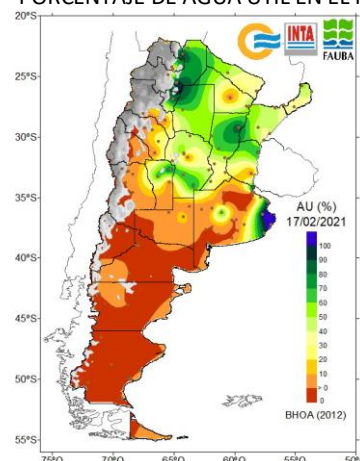 PORCENTAJE DE AGUA ÚTIL EN EL
INTA
FAUBA
20°S
25°S
30°S
35°S
40°S
45°S
50°S
55°S
AU (%)
17/02/2021
100
90
80
70
60
50
40
30
20
10
> 0
0
BHOA (2012)
75°O
70°O
65°O
60°O
55°O